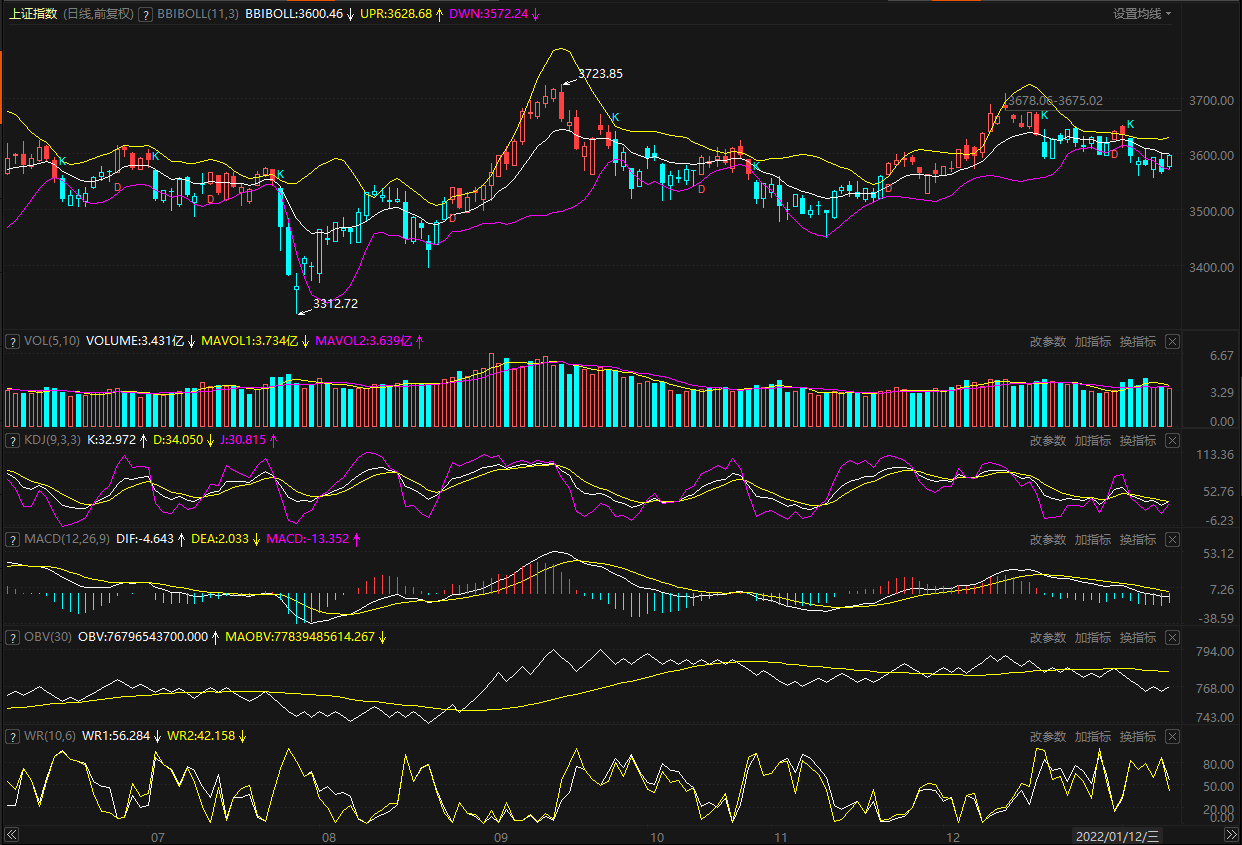 上证指数 (日线,前复权) ? BBIBOLL(11,3) BBIBOLL:3600.46↓ UPR:3628.68↑ DWN:3572.24↓ 设置均线
3723.85
K
3678.06-3675.02
3700.00
K
K
K
K
3600.00
K
K
D
D
D
D
D
D
3500.00
3400.00
3312.72
? VOL(5,10) VOLUME:3.431亿↓ MAVOL1:3.734亿↓ MAVOL2:3.639亿↑ 改参数 加指标 换指标
6.67
3.29
0.00
? KDJ(9,3,3) K:32.972↑ D:34.050↓ J:30.815↑ 改参数 加指标 换指标
113.36
52.76
-6.23
? MACD(12,26,9) DIF:-4.643↑ DEA:2.033↓ MACD:-13.352↑ 改参数 加指标 换指标
53.12
7.26
-38.59
? OBV(30) OBV:76796543700.000↑ MAOBV:77839485614.267↓ 改参数 加指标 换指标
794.00
768.00
743.00
? WR(10,6) WR1:56.284↓ WR2:42.158↓ 改参数 加指标 换指标
80.00
50.00
20.00
0.00
07 08 09 10 11 12 2022/01/12/三